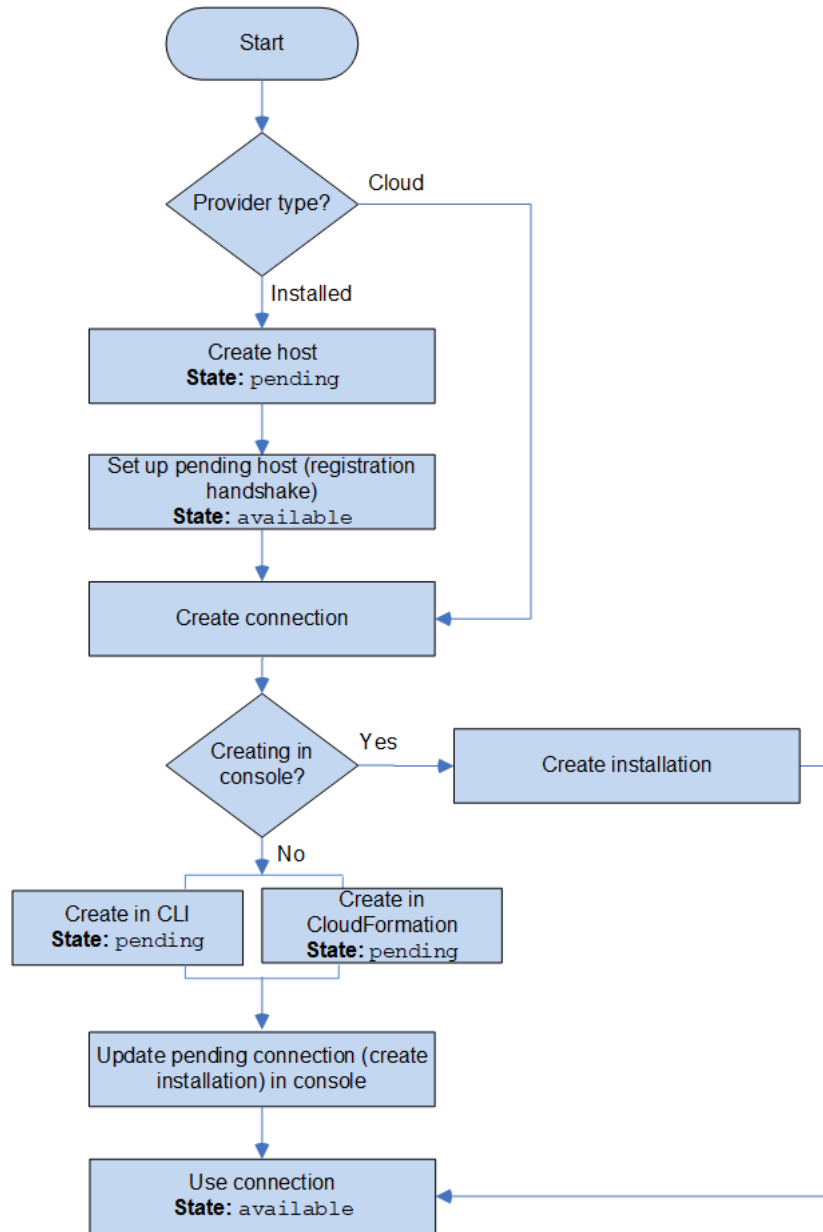 Start
Provider type?
Cloud
Installed
Create host
State: pending
Set up pending host (registration
handshake)
State: available
Create connection
Creating in
console?
Yes
Create installation
No
Create in CLI
State: pending
Create in
CloudFormation
State: pending
Update pending connection (create
installation) in console
Use connection
State: available